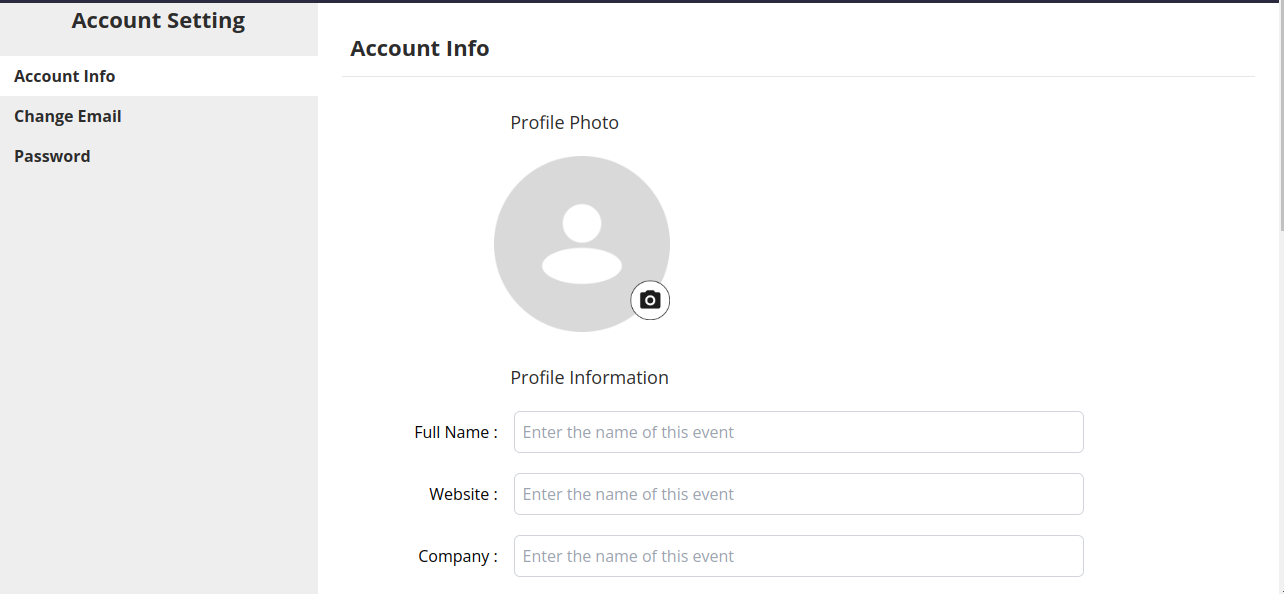 Account Setting
Account Info
Change Email
Password
Account Info
Profile Photo
Profile Information
Full Name : Enter the name of this event
Website : Enter the name of this event
Company : Enter the name of this event